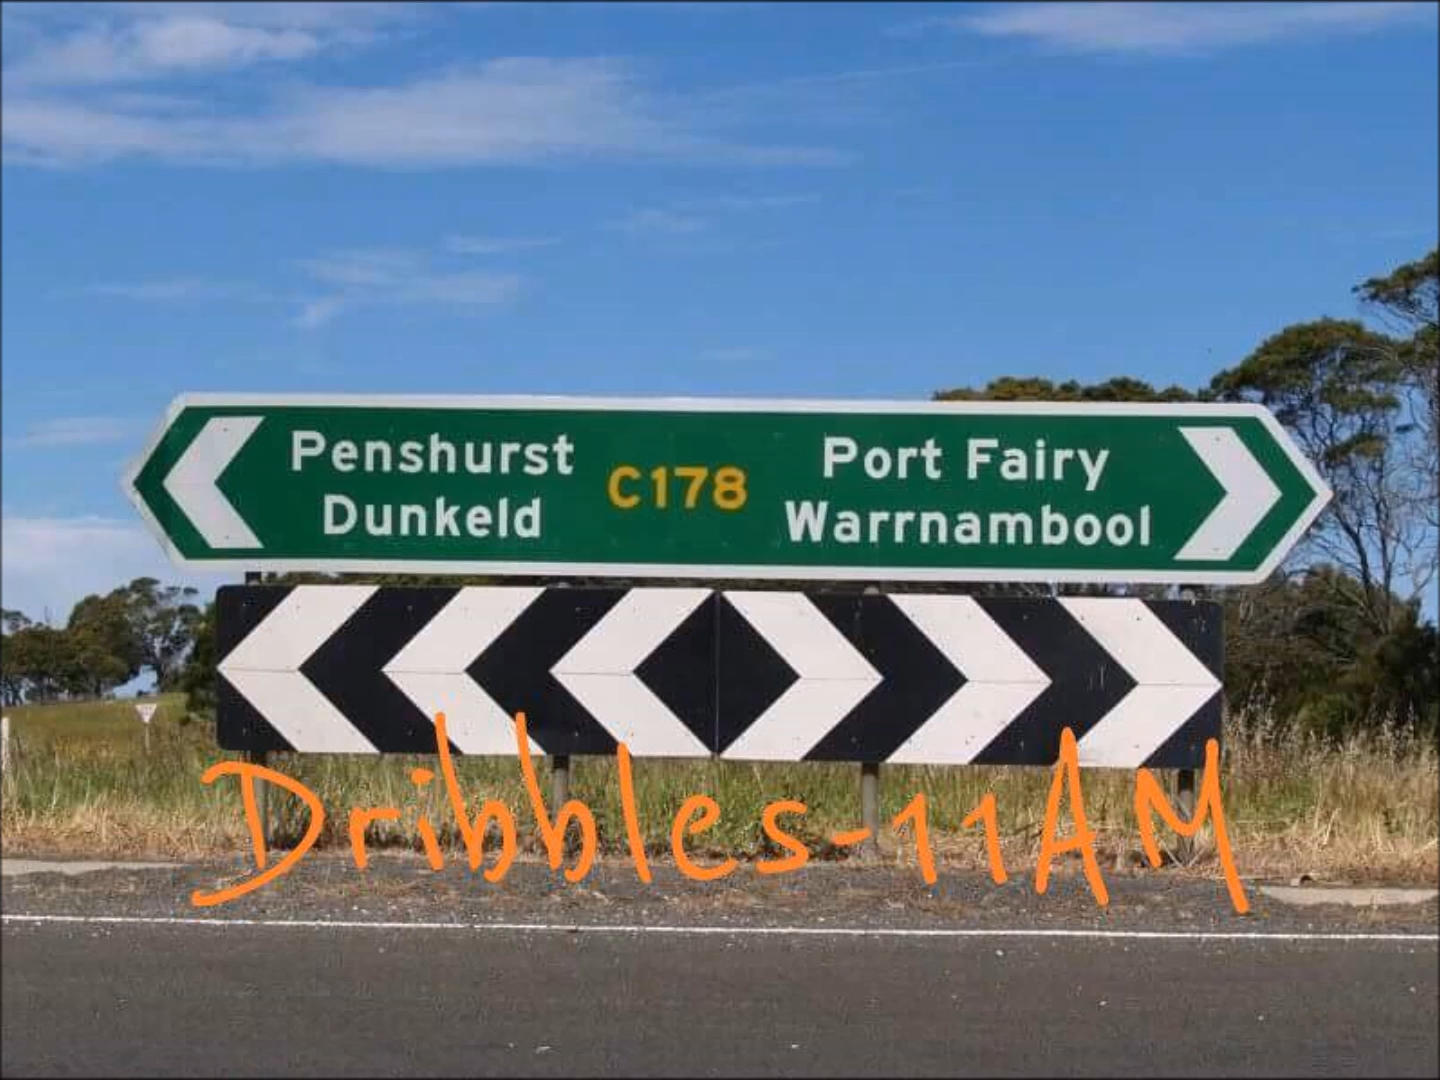 Penshurst
Dunkeld
C178
Port Fairy
Warrnambool
Dribbles-11AM